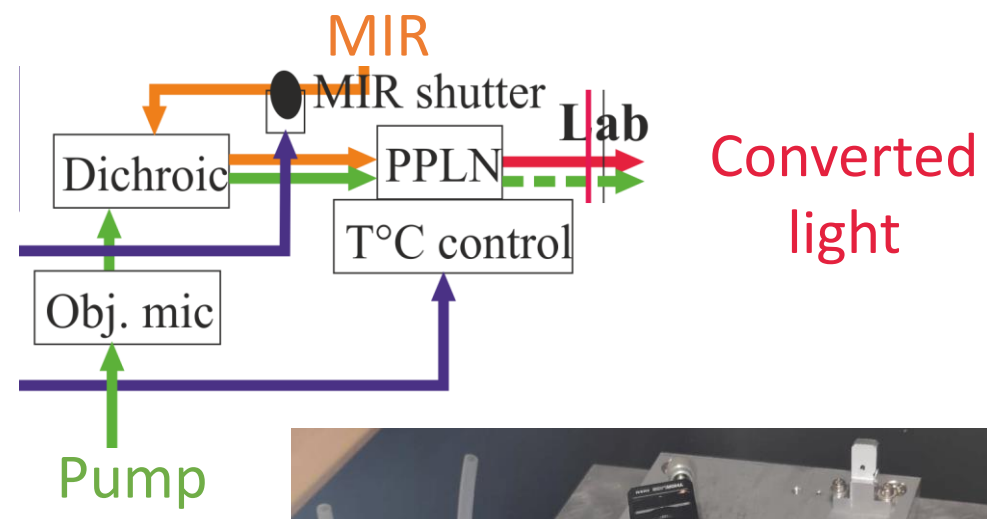 MIR
MIR shutter
Lab
Dichroic
PPLN
Converted
light
T°C control
Obj. mic
Pump